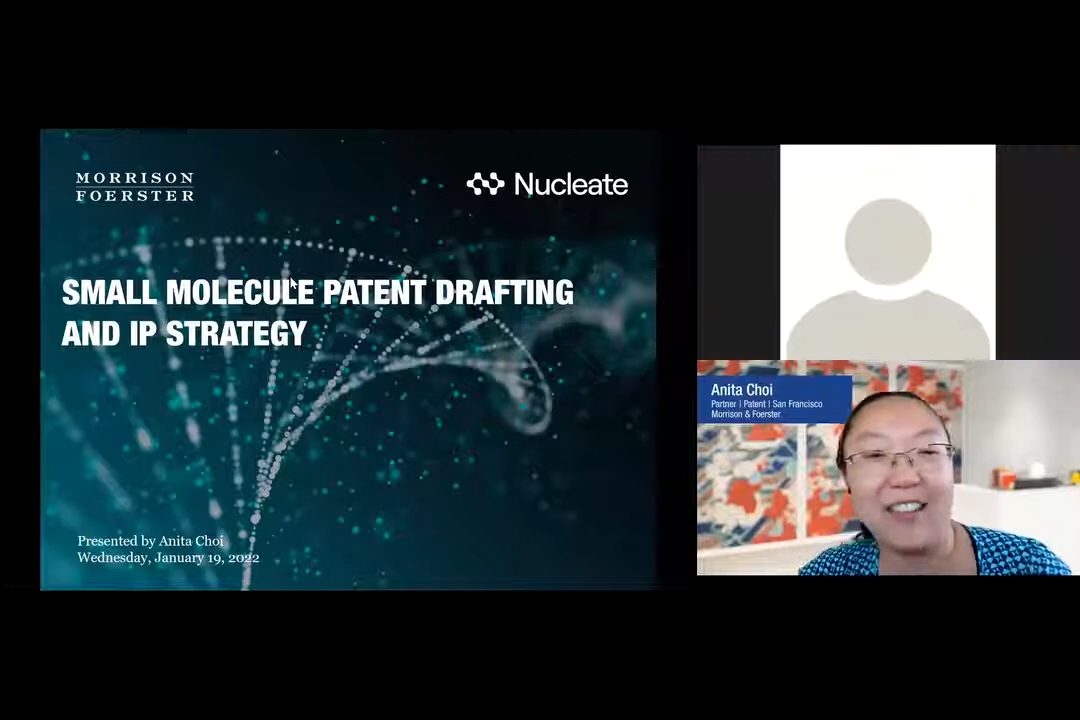 MORRISON
FOERSTER
Nucleate
SMALL MOLECULE PATENT DRAFTING
AND IP STRATEGY
Presented by Anita Choi
Wednesday, January 19, 2022
Anita Choi
Partner | Patent | San Francisco
Morrison & Foerster